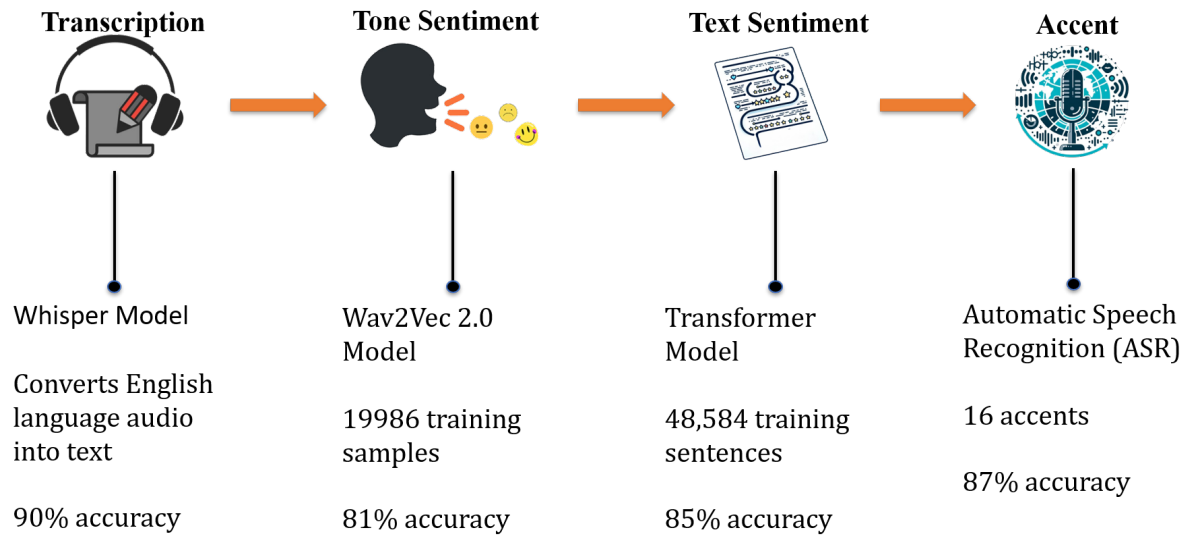 Transcription
Tone Sentiment
Text Sentiment
Accent
Whisper Model
Converts English
language audio
into text
90% accuracy
Wav2Vec 2.0
Model
19986 training
samples
81% accuracy
Transformer
Model
48,584 training
sentences
85% accuracy
Automatic Speech
Recognition (ASR)
16 accents
87% accuracy